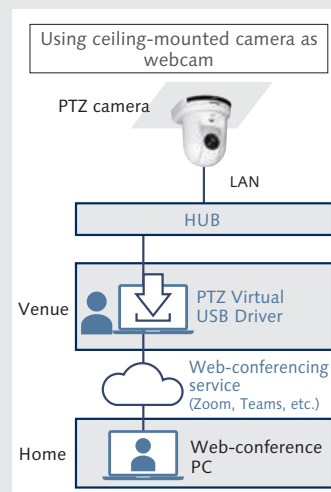 Using ceiling-mounted camera as
webcam
PTZ camera
LAN
HUB
Venue
PTZ Virtual
USB Driver
Web-conferencing
service
(Zoom, Teams, etc.)
Home
Web-conference
PC